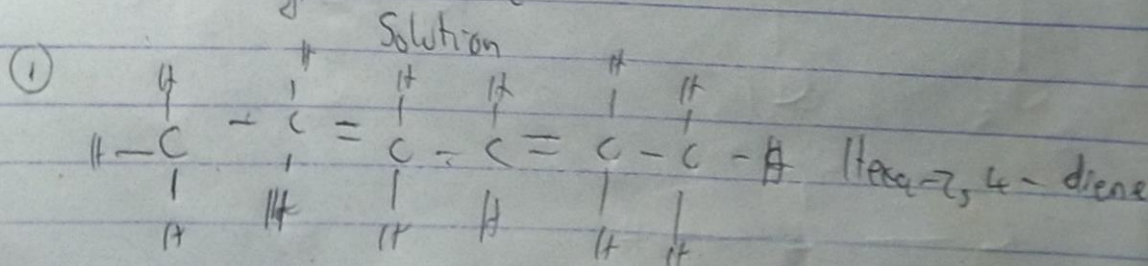 Solution
①
H H H H H H
H - C - C = C - C = C - C - H Hexa-2,4-diene
H H H H H H